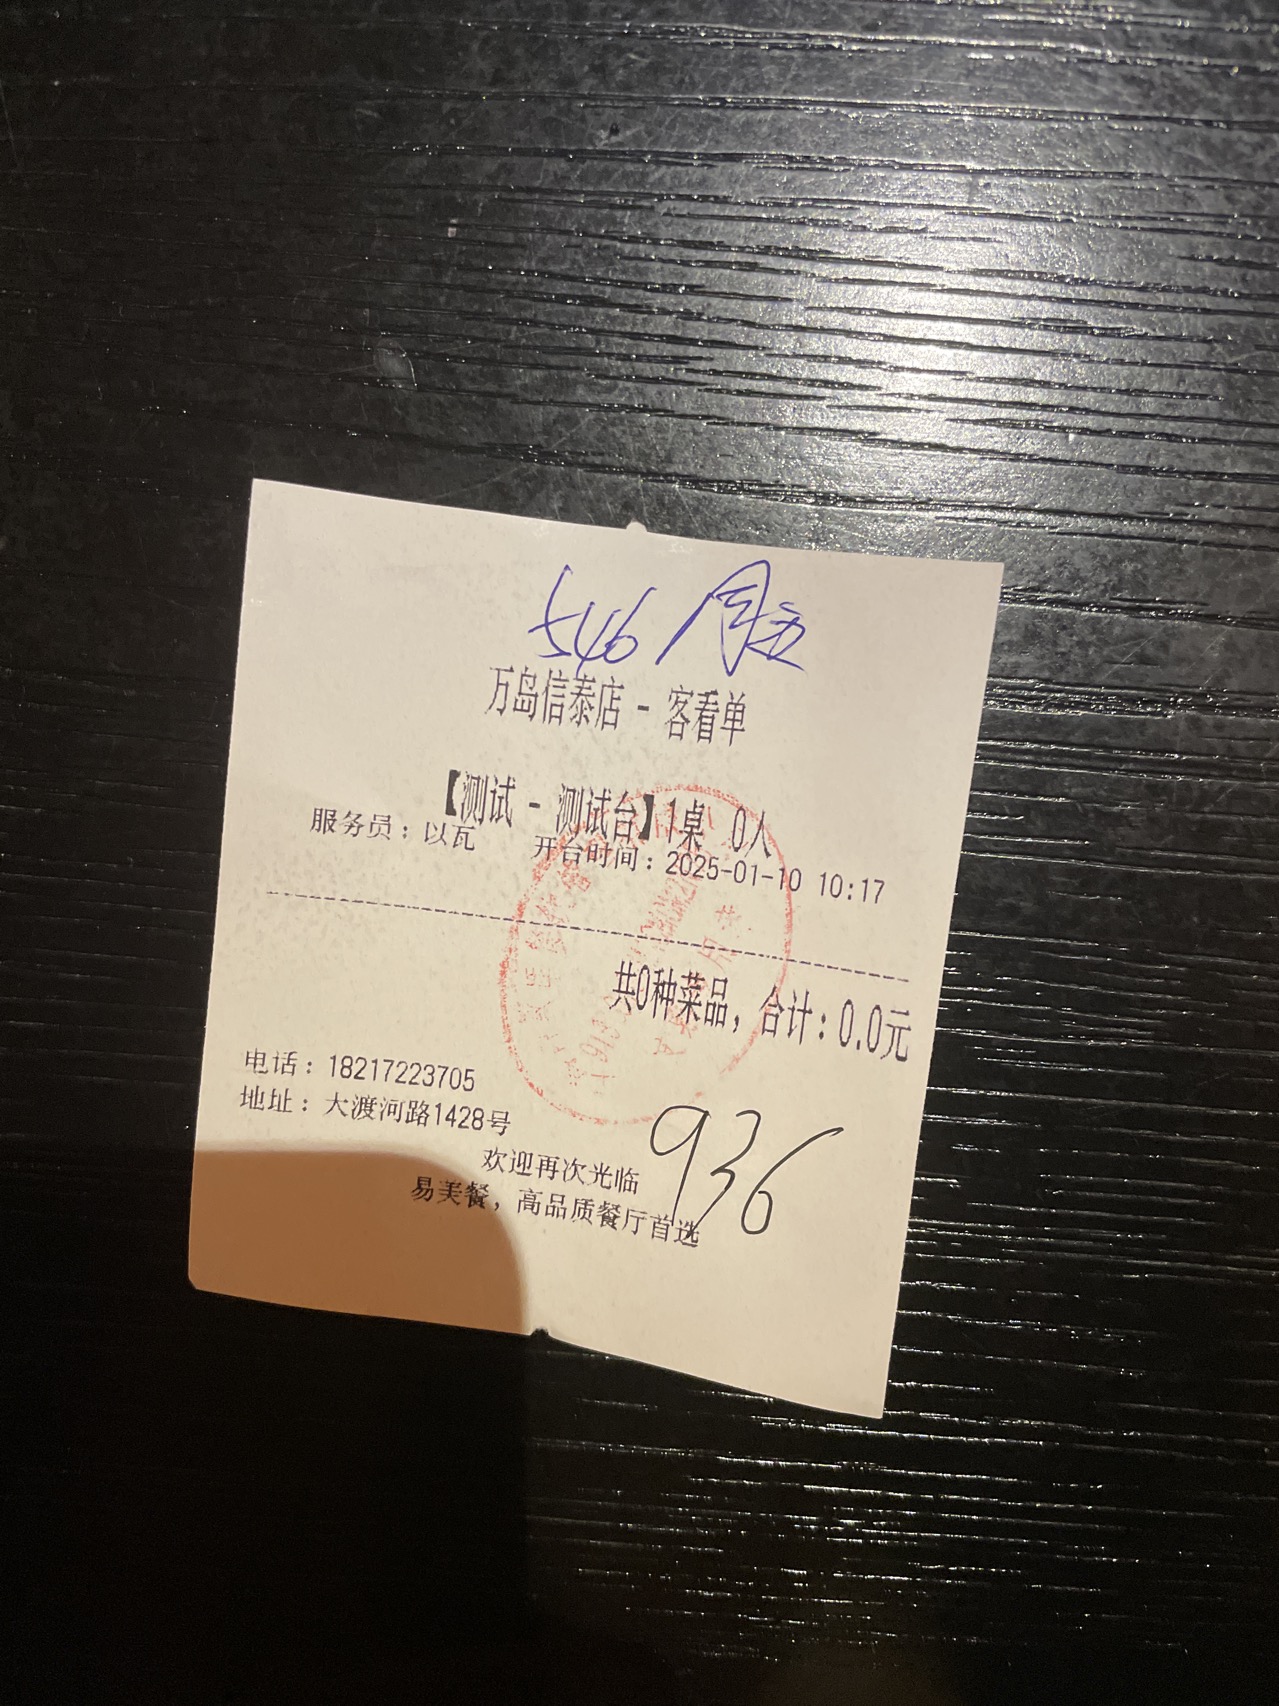 546
万岛信泰店 - 客看单
【测试 - 测试台】1桌 0人
服务员：以瓦 开台时间：2025-01-10 10:17
共0种菜品，合计：0.0元
电话：18217223705
地址：大渡河路1428号
936
欢迎再次光临
易美餐，高品质餐厅首选